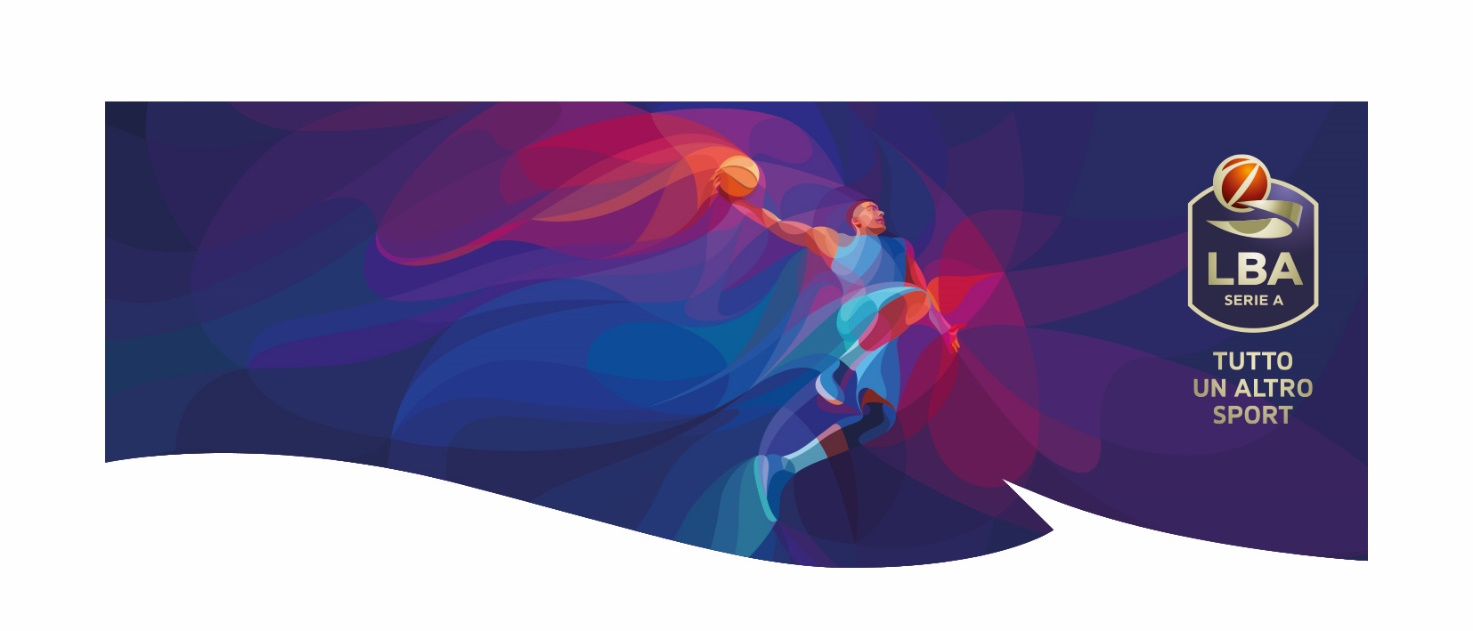 LBA
SERIE A
TUTTO
UN ALTRO
SPORT